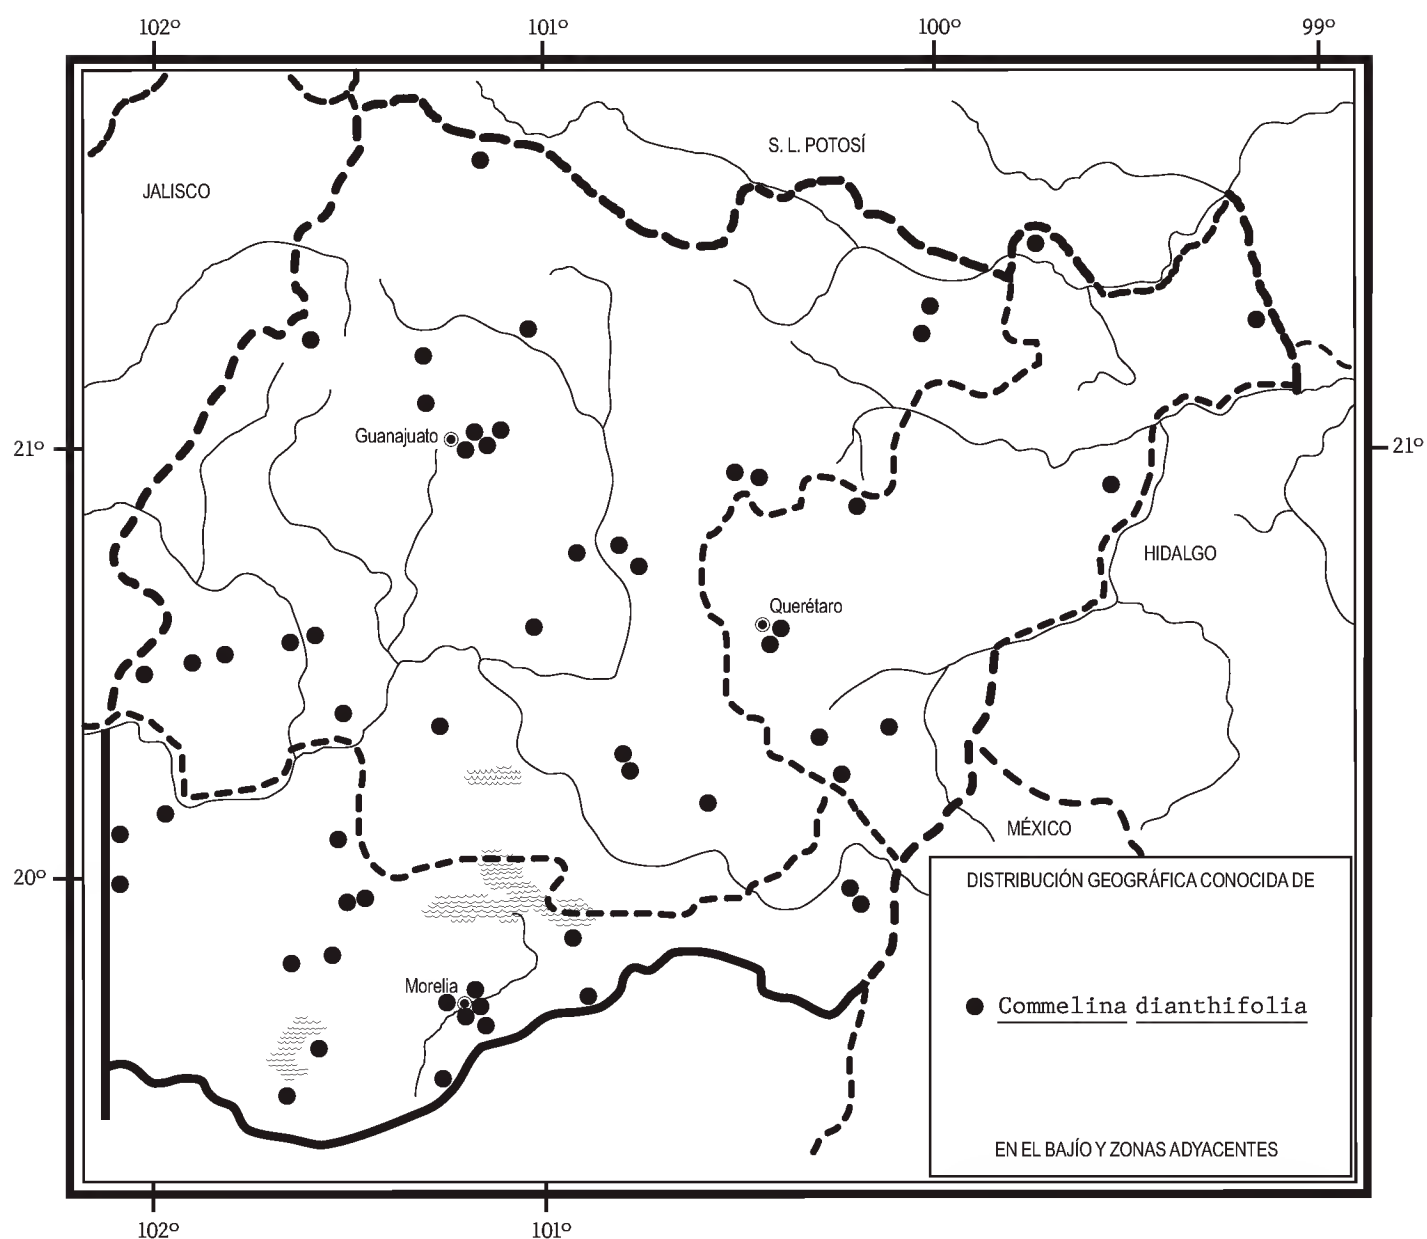 102º 101º 100º 99º
S. L. POTOSÍ
JALISCO
Guanajuato
21º 21º
HIDALGO
Querétaro
MÉXICO
20º
DISTRIBUCIÓN GEOGRÁFICA CONOCIDA DE
Morelia
Commelina dianthifolia
EN EL BAJÍO Y ZONAS ADYACENTES
102º 101º